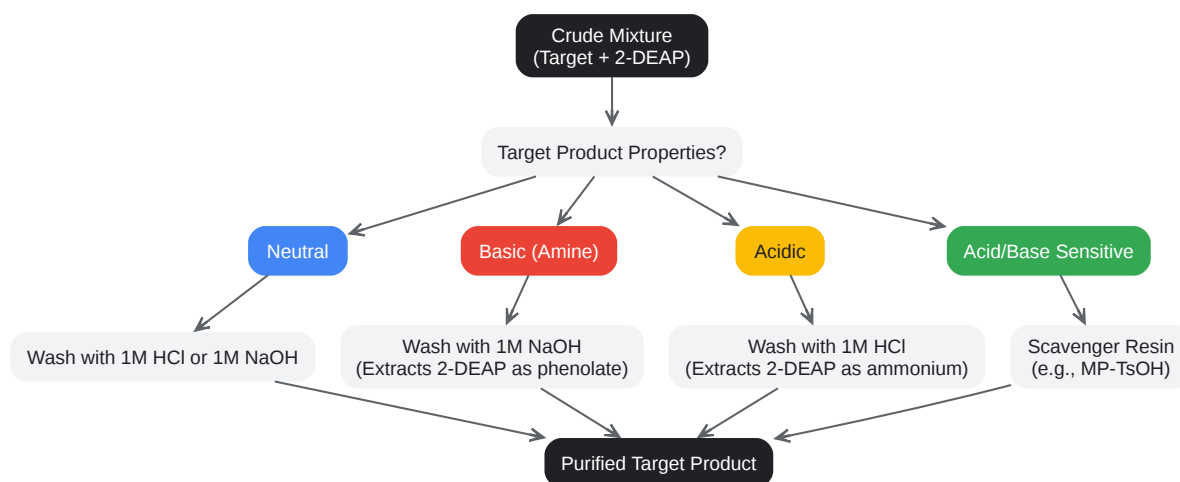 Crude Mixture
(Target + 2-DEAP)
Target Product Properties?
Neutral
Basic (Amine)
Acidic
Acid/Base Sensitive
Wash with 1M HCl or 1M NaOH
Wash with 1M NaOH
(Extracts 2-DEAP as phenolate)
Wash with 1M HCl
(Extracts 2-DEAP as ammonium)
Scavenger Resin
(e.g., MP-TsOH)
Purified Target Product